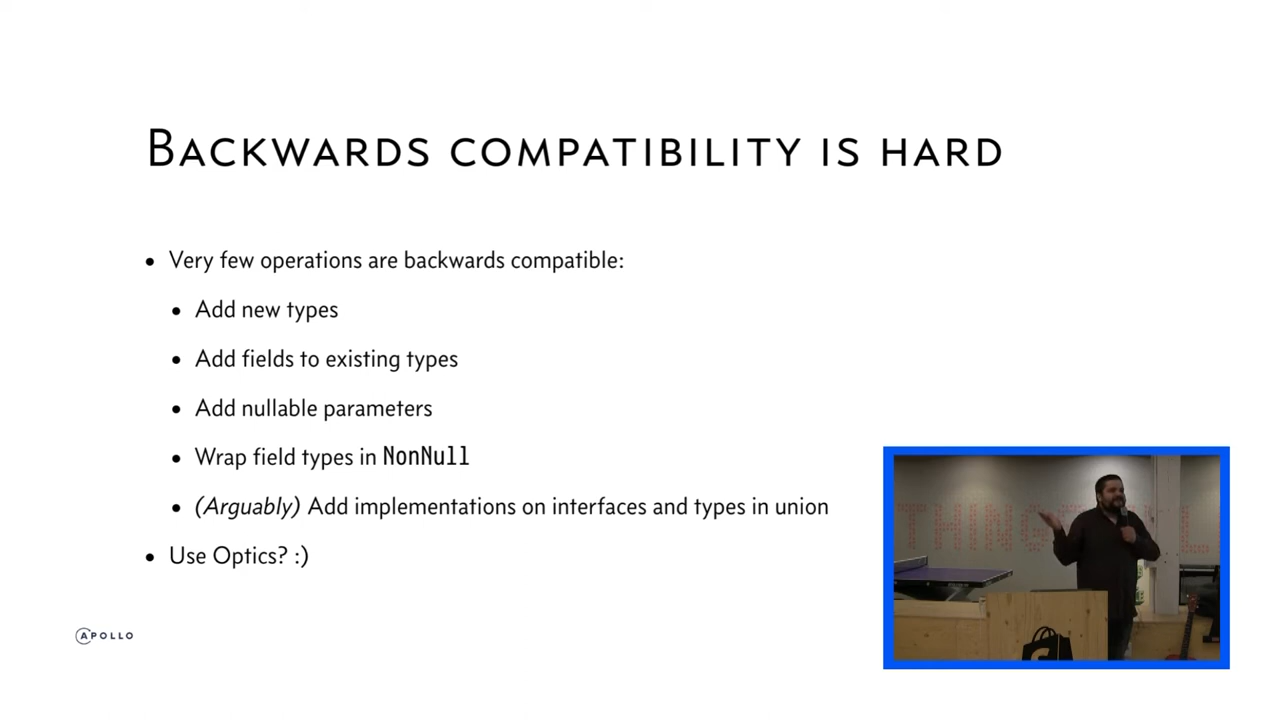 Backwards compatibility is hard
• Very few operations are backwards compatible:
• Add new types
• Add fields to existing types
• Add nullable parameters
• Wrap field types in NonNull
• (Arguably) Add implementations on interfaces and types in union
• Use Optics? :)
APOLLO